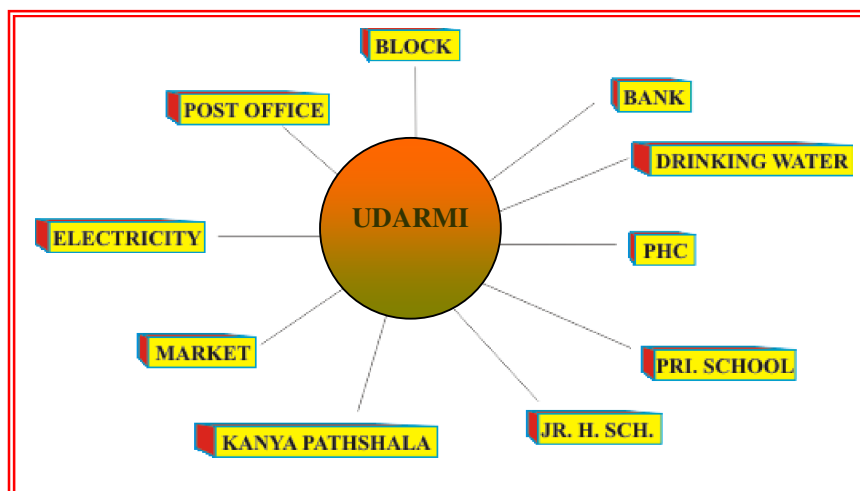 BLOCK
POST OFFICE
BANK
DRINKING WATER
UDARMI
ELECTRICITY
PHC
MARKET
PRI. SCHOOL
KANYA PATHSHALA
JR. H. SCH.